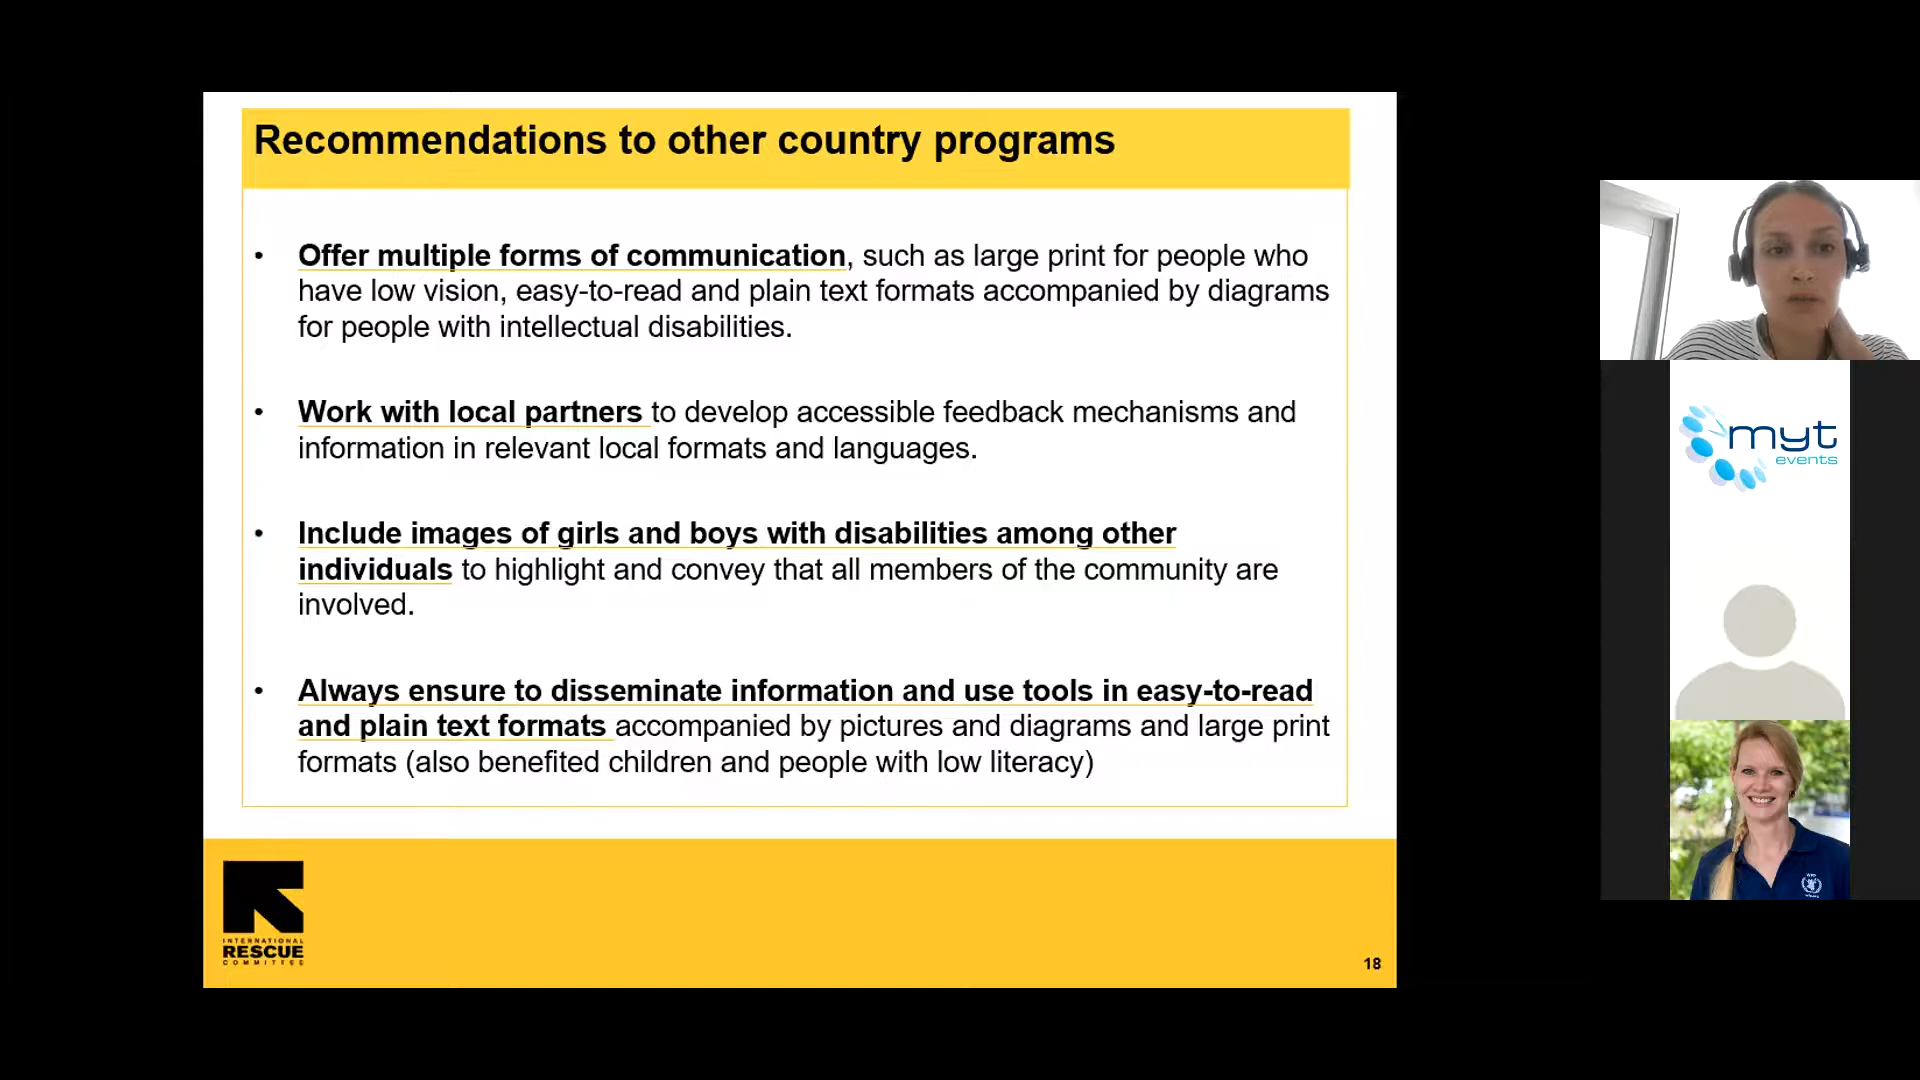 Recommendations to other country programs
• Offer multiple forms of communication, such as large print for people who
have low vision, easy-to-read and plain text formats accompanied by diagrams
for people with intellectual disabilities.
• Work with local partners to develop accessible feedback mechanisms and
information in relevant local formats and languages.
• Include images of girls and boys with disabilities among other
individuals to highlight and convey that all members of the community are
involved.
• Always ensure to disseminate information and use tools in easy-to-read
and plain text formats accompanied by pictures and diagrams and large print
formats (also benefited children and people with low literacy)
INTERNATIONAL
RESCUE
COMMITTEE
18
myt
events